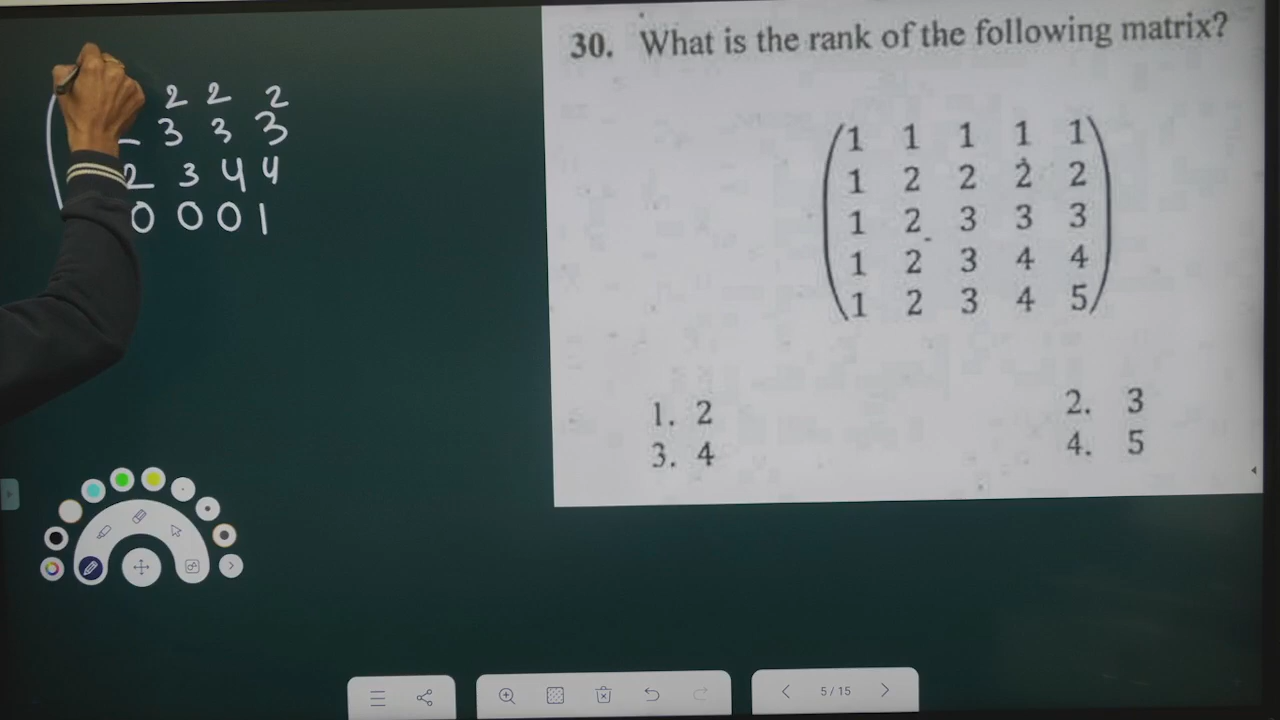 2 2 2
3 3 3
2 3 4 4
0 0 0 1
30. What is the rank of the following matrix?
1 1 1 1 1
1 2 2 2 2
1 2 3 3 3
1 2 3 4 4
1 2 3 4 5
1. 2
2. 3
3. 4
4. 5
5/15